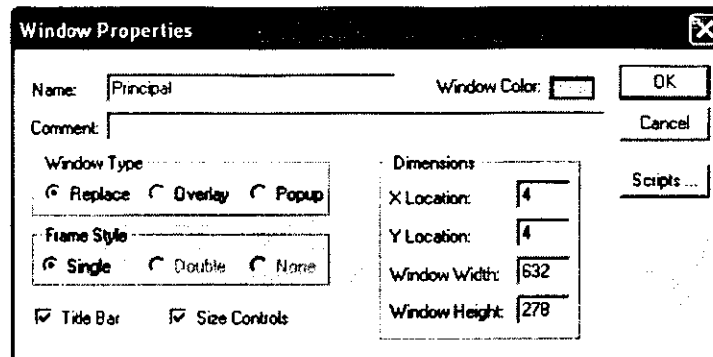 Window Properties
Name: Principal Window Color: OK
Comment: Cancel
Window Type Dimensions Scripts ...
Replace Overlay Popup X Location: 4
Frame Style Y Location: 4
Single Double None Window Width: 632
Title Bar Size Controls Window Height: 278